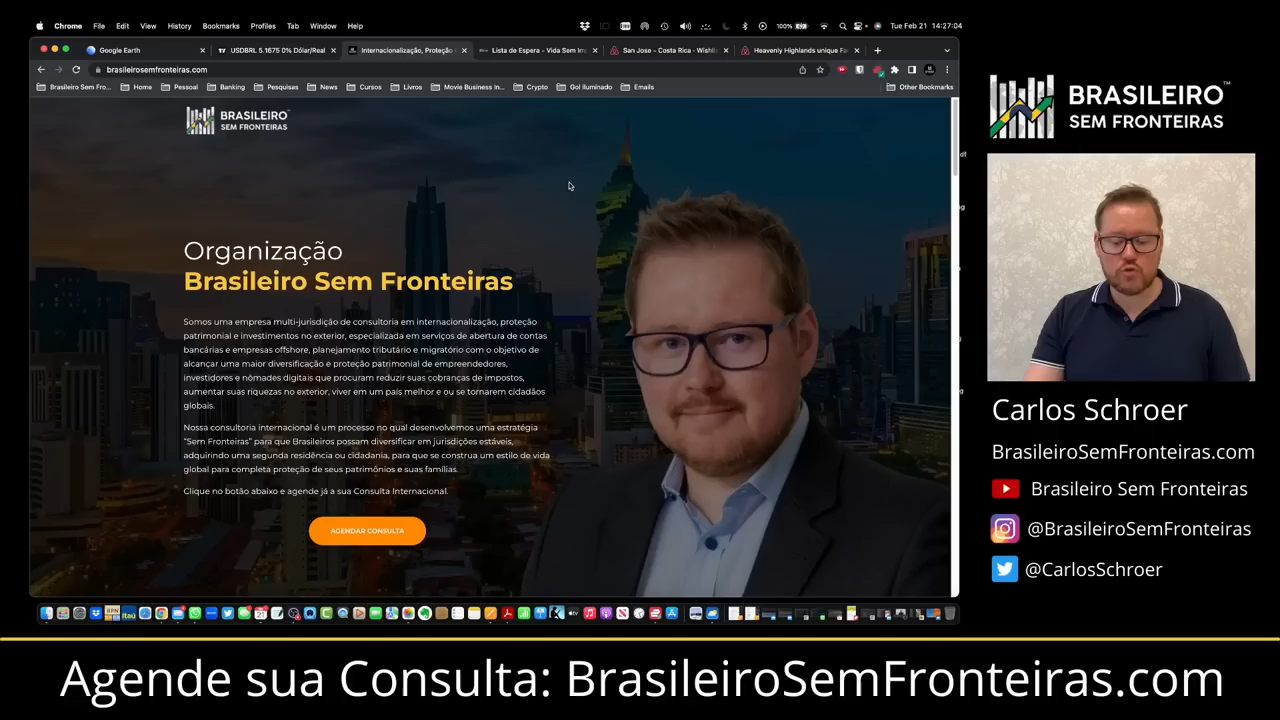 Chrome File Edit View History Bookmarks Profiles Tab Window Help
100% Tue Feb 21 14:27:04
Google Earth
USDBRL 5.1675 0% Dólar/Real
Internacionalização, Proteção
Lista de Espera – Vida Sem Im
San Jose – Costa Rica - Wishli
Heavenly Highlands unique Fa
brasileirosemfronteiras.com
Brasileiro Sem Fro... Home Pessoal Banking Pesquisas News Cursos Livros Movie Business In... Crypto Gol iluminado Emails Other Bookmarks
BRASILEIRO
SEM FRONTEIRAS
Organização
Brasileiro Sem Fronteiras
Somos uma empresa multi-jurisdição de consultoria em internacionalização, proteção
patrimonial e investimentos no exterior, especializada em serviços de abertura de contas
bancárias e empresas offshore, planejamento tributário e migratório com o objetivo de
alcançar uma maior diversificação e proteção patrimonial de empreendedores,
investidores e nômades digitais que procuram reduzir suas cobranças de impostos,
aumentar suas riquezas no exterior, viver em um país melhor e ou se tornarem cidadãos
globais.
Nossa consultoria internacional é um processo no qual desenvolvemos uma estratégia
"Sem Fronteiras" para que Brasileiros possam diversificar em jurisdições estáveis,
adquirindo uma segunda residência ou cidadania, para que se construa um estilo de vida
global para completa proteção de seus patrimônios e suas famílias.
Clique no botão abaixo e agende já a sua Consulta Internacional.
AGENDAR CONSULTA
BRASILEIRO™
SEM FRONTEIRAS
Carlos Schroer
BrasileiroSemFronteiras.com
Brasileiro Sem Fronteiras
@BrasileiroSemFronteiras
@CarlosSchroer
Agende sua Consulta: BrasileiroSemFronteiras.com